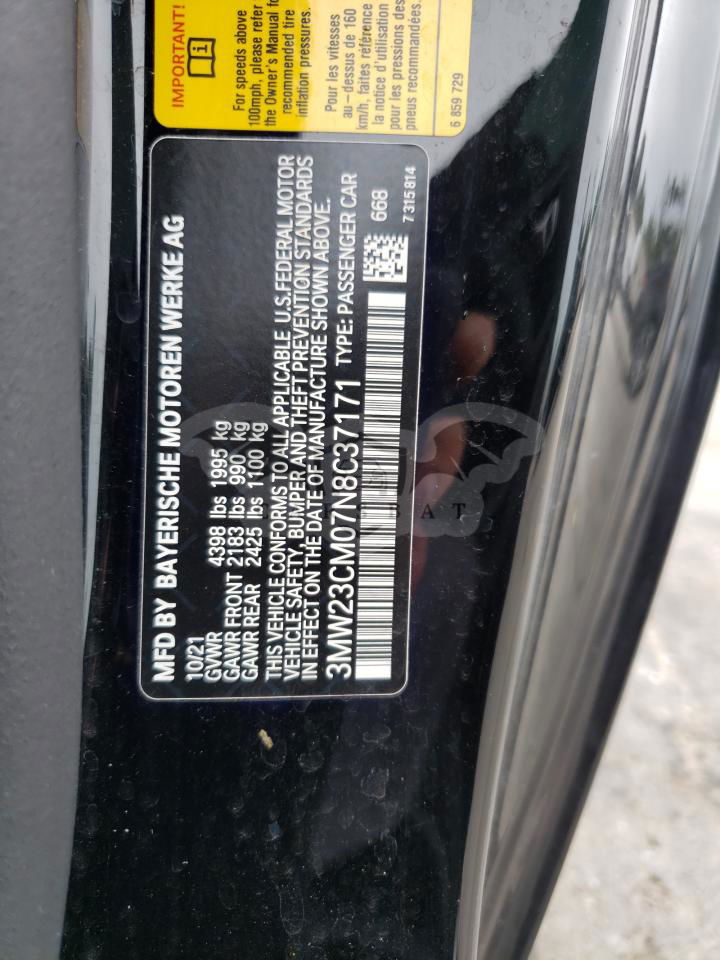 IMPORTANT!
For speeds above
100mph, please refer
the Owner's Manual for
recommended tire
inflation pressures.
Pour les vitesses
au-dessus de 160
km/h, faites référence
la notice d'utilisation
pour les pressions des
pneus recommandées.
6 859 729
MFD BY BAYERISCHE MOTOREN WERKE AG
10/21
GVWR 4398 lbs 1995 kg
GAWR FRONT 2183 lbs 990 kg
GAWR REAR 2425 lbs 1100 kg
THIS VEHICLE CONFORMS TO ALL APPLICABLE U.S. FEDERAL MOTOR
VEHICLE SAFETY, BUMPER AND THEFT PREVENTION STANDARDS
IN EFFECT ON THE DATE OF MANUFACTURE SHOWN ABOVE.
3MW23CM07N8C37171 TYPE: PASSENGER CAR
668
7 315 814